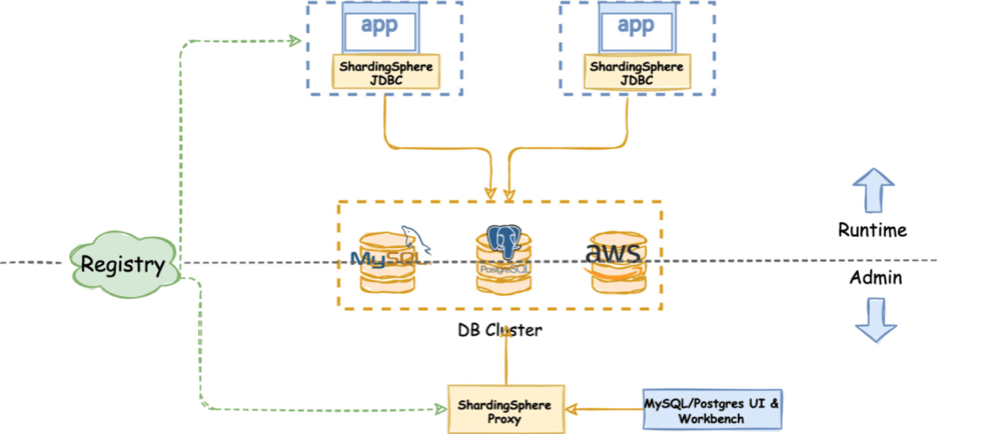 app
app
ShardingSphere
JDBC
ShardingSphere
JDBC
Runtime
MySQL
PostgreSQL
aws
Registry
Admin
DB Cluster
ShardingSphere
Proxy
MySQL/Postgres UI &
Workbench